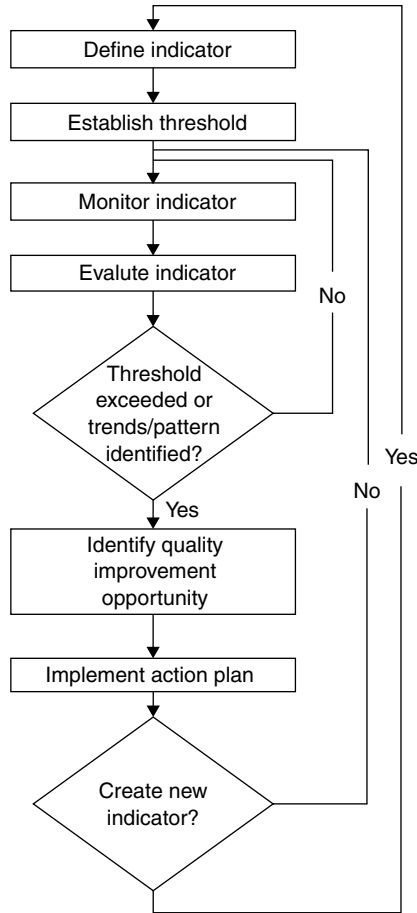 Define indicator
Establish threshold
Monitor indicator
Evalute indicator
No
Threshold
exceeded or
trends/pattern
identified?
Yes
No
Yes
Identify quality
improvement
opportunity
Implement action plan
Create new
indicator?